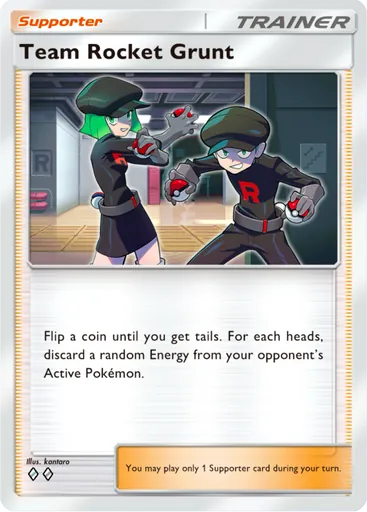 Supporter
TRAINER
Team Rocket Grunt
R
R
R
Flip a coin until you get tails. For each heads,
discard a random Energy from your opponent's
Active Pokémon.
Illus. kantaro
You may play only 1 Supporter card during your turn.